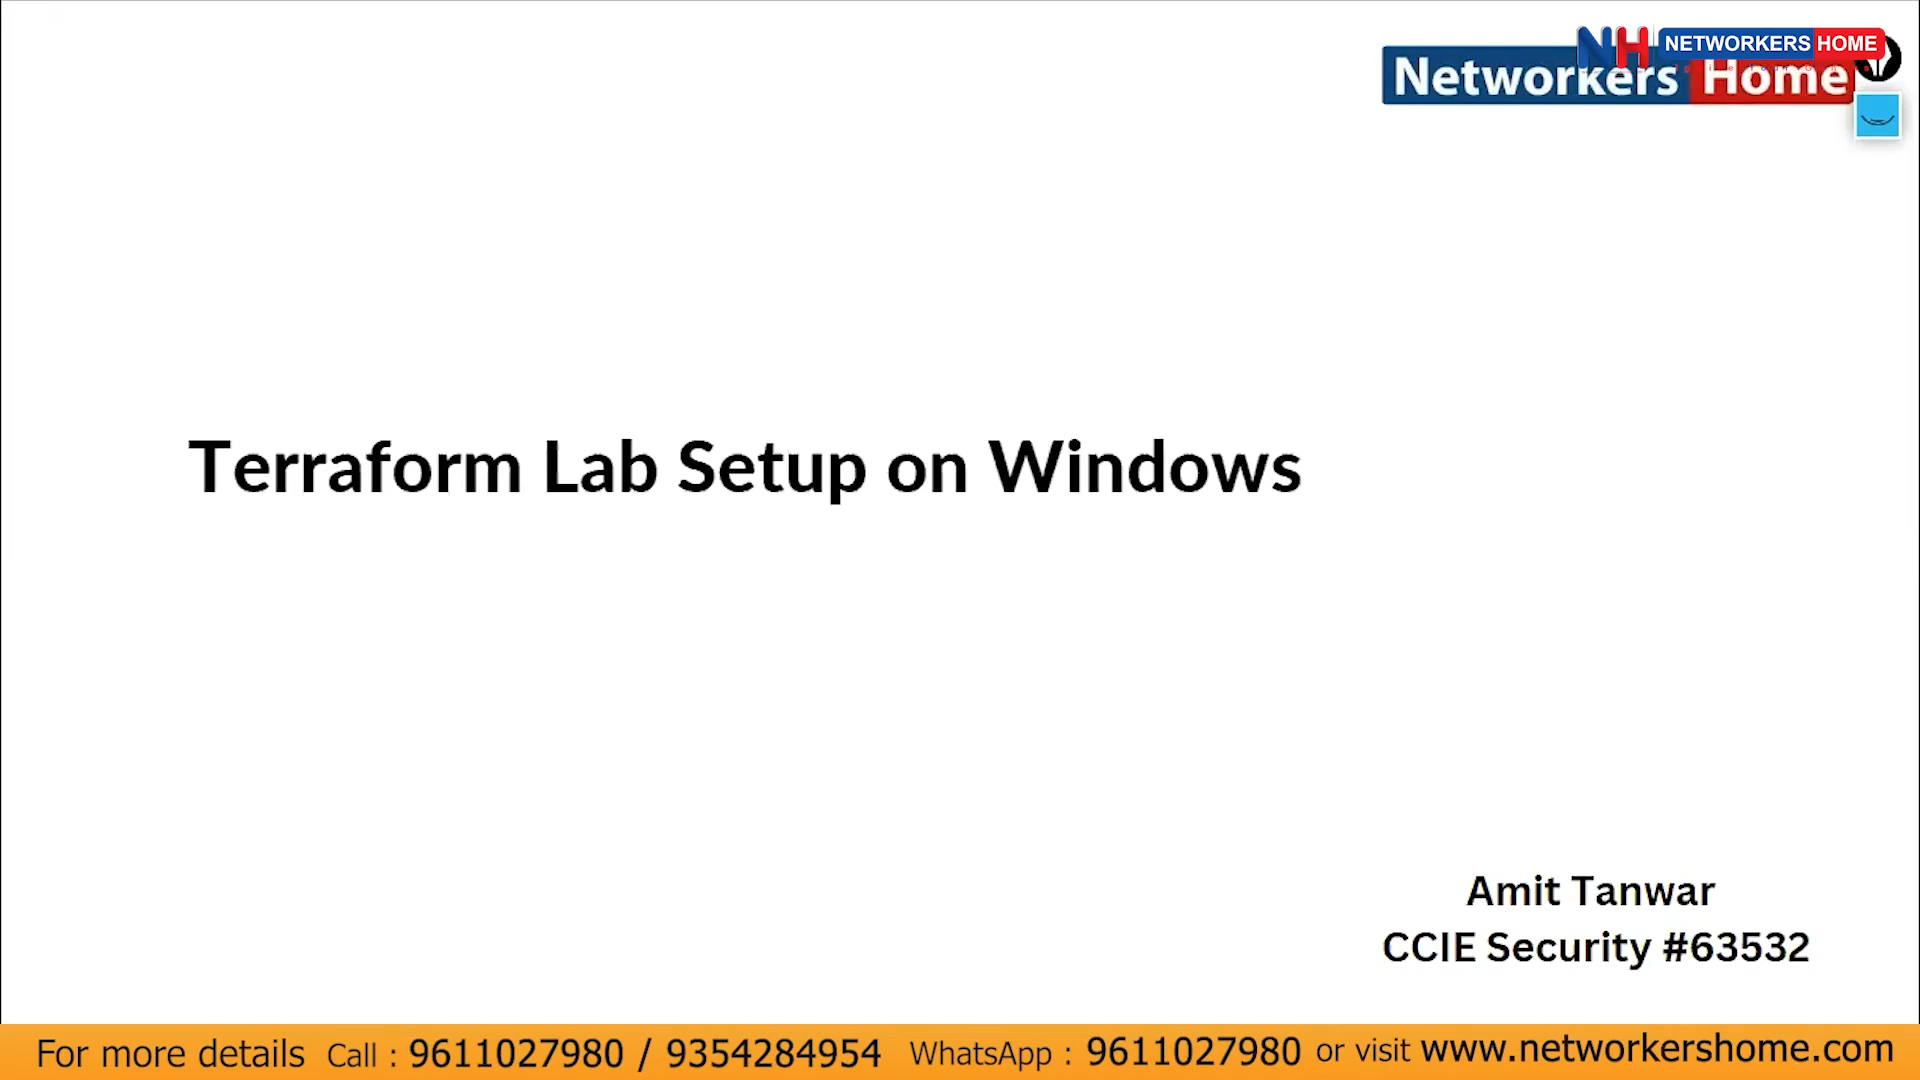 NH NETWORKERS HOME
Networkers Home
Terraform Lab Setup on Windows
Amit Tanwar
CCIE Security #63532
For more details Call : 9611027980 / 9354284954 WhatsApp : 9611027980 or visit www.networkershome.com